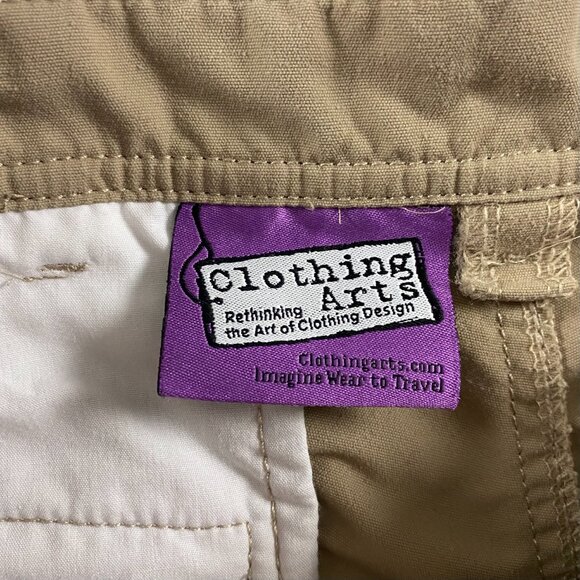 Clothing
Arts
Rethinking
the Art of Clothing Design
Clothingarts.com
Imagine Wear to Travel